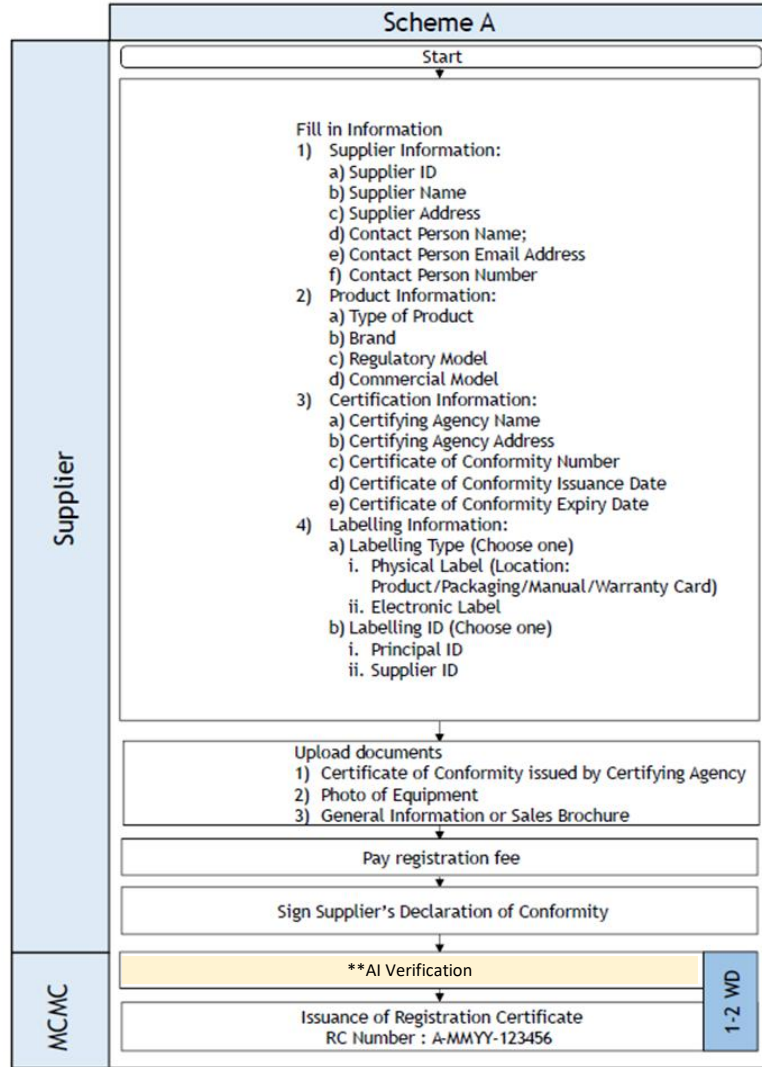 Scheme A
Supplier
Start
Fill in Information
1) Supplier Information:
a) Supplier ID
b) Supplier Name
c) Supplier Address
d) Contact Person Name;
e) Contact Person Email Address
f) Contact Person Number
2) Product Information:
a) Type of Product
b) Brand
c) Regulatory Model
d) Commercial Model
3) Certification Information:
a) Certifying Agency Name
b) Certifying Agency Address
c) Certificate of Conformity Number
d) Certificate of Conformity Issuance Date
e) Certificate of Conformity Expiry Date
4) Labelling Information:
a) Labelling Type (Choose one)
i. Physical Label (Location:
Product/Packaging/Manual/Warranty Card)
ii. Electronic Label
b) Labelling ID (Choose one)
i. Principal ID
ii. Supplier ID
Upload documents
1) Certificate of Conformity issued by Certifying Agency
2) Photo of Equipment
3) General Information or Sales Brochure
Pay registration fee
Sign Supplier's Declaration of Conformity
MCMC
**AI Verification
Issuance of Registration Certificate
RC Number : A-MMYY-123456
1-2 WD